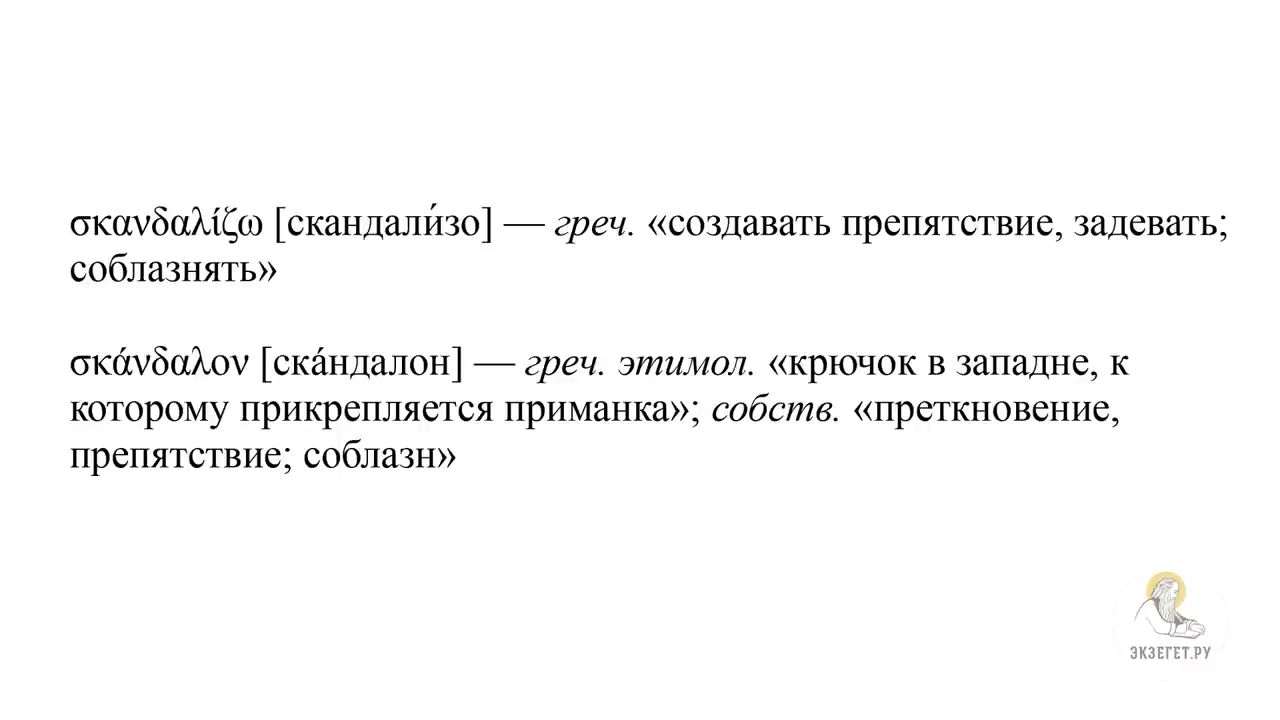 σκανδαλίζω [скандали́зо] — греч. «создавать препятствие, задевать;
соблазнять»
σκάνδαλον [ска́ндалон] — греч. этимол. «крючок в западне, к
которому прикрепляется приманка»; собств. «преткновение,
препятствие; соблазн»
ЭКЗЕГЕТ.РУ